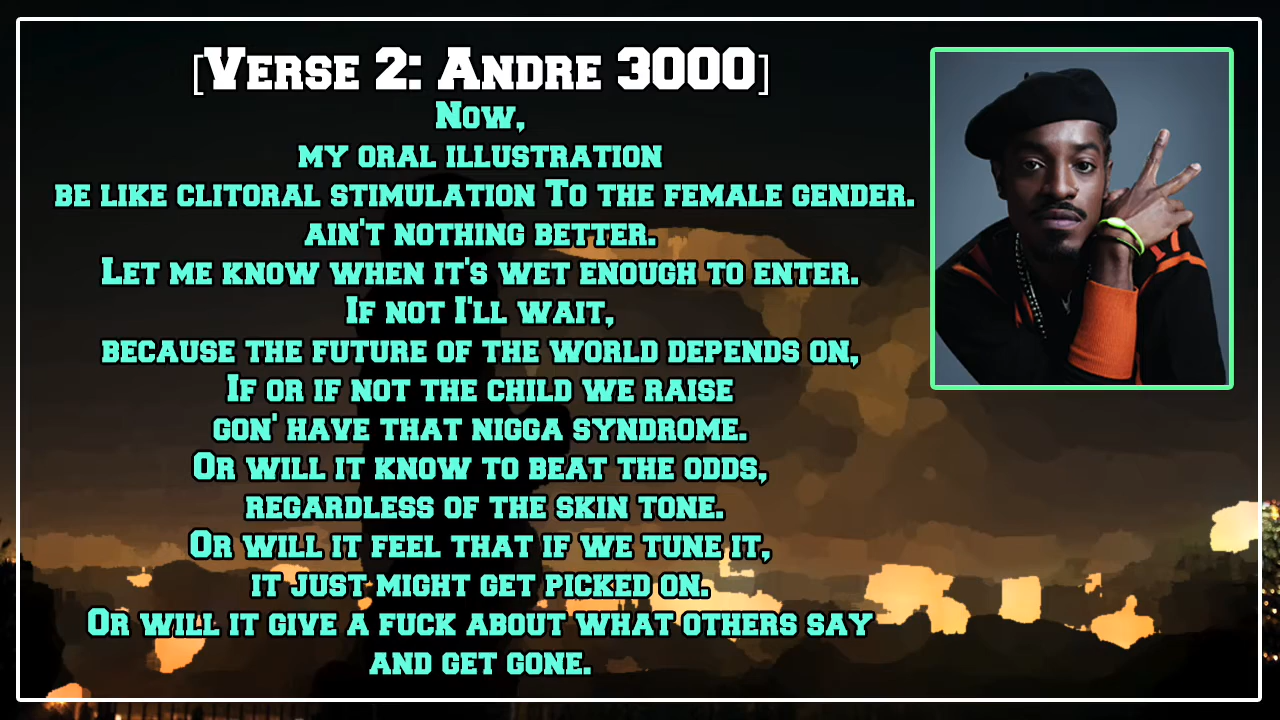 [Verse 2: Andre 3000]
Now,
my oral illustration
be like clitoral stimulation To the female gender.
ain't nothing better.
Let me know when it's wet enough to enter.
If not I'll wait,
because the future of the world depends on,
If or if not the child we raise
gon' have that nigga syndrome.
Or will it know to beat the odds,
regardless of the skin tone.
Or will it feel that if we tune it,
it just might get picked on.
Or will it give a fuck about what others say
and get gone.